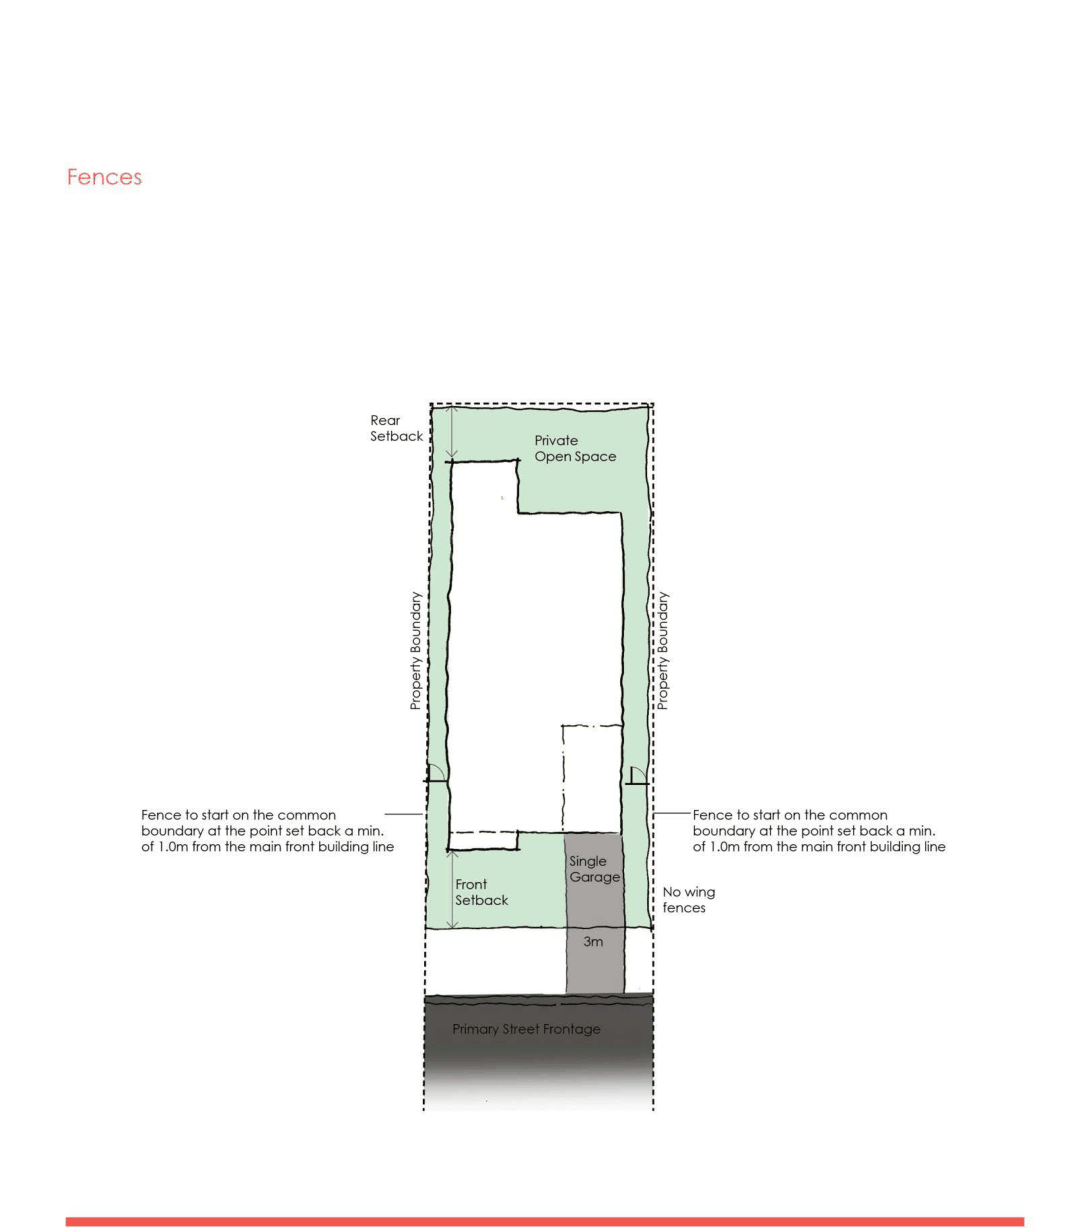 Fences
Rear
Setback
Private
Open Space
Property Boundary
Property Boundary
Fence to start on the common
boundary at the point set back a min.
of 1.0m from the main front building line
Fence to start on the common
boundary at the point set back a min.
of 1.0m from the main front building line
Single
Garage
Front
Setback
No wing
fences
3m
Primary Street Frontage